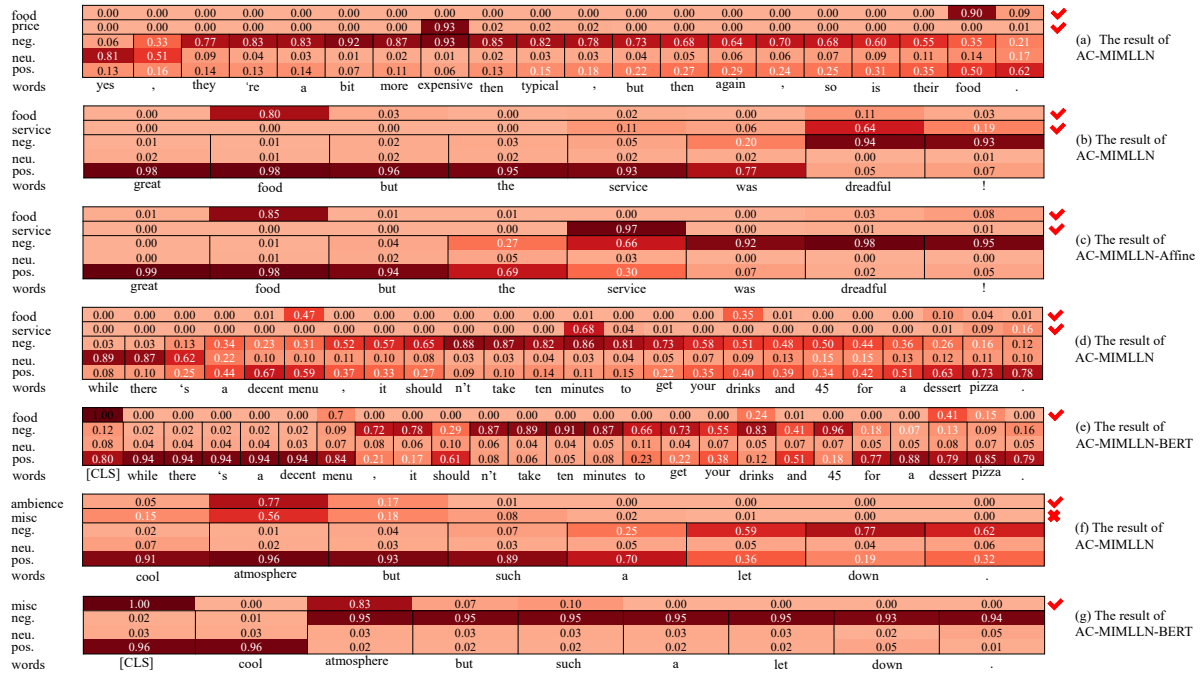 food 0.00 0.00 0.00 0.00 0.00 0.00 0.00 0.00 0.00 0.00 0.00 0.00 0.00 0.00 0.00 0.00 0.00 0.00 0.90 0.09
price 0.00 0.00 0.00 0.00 0.00 0.00 0.00 0.93 0.01 0.02 0.02 0.00 0.00 0.00 0.00 0.00 0.00 0.00 0.00 0.01
neg. 0.06 0.33 0.77 0.83 0.83 0.92 0.87 0.93 0.85 0.82 0.78 0.73 0.68 0.64 0.70 0.68 0.60 0.55 0.35 0.21
neu. 0.81 0.51 0.09 0.04 0.03 0.01 0.02 0.01 0.02 0.03 0.04 0.04 0.05 0.06 0.06 0.07 0.09 0.11 0.14 0.17
pos. 0.13 0.16 0.14 0.13 0.14 0.07 0.11 0.06 0.13 0.15 0.18 0.22 0.27 0.29 0.24 0.25 0.31 0.35 0.50 0.62
words yes , they 're a bit more expensive then typical , but then again , so is their food .
(a) The result of
AC-MIMLLN
food 0.00 0.80 0.03 0.00 0.02 0.00 0.11 0.03
service 0.00 0.00 0.00 0.00 0.11 0.06 0.64 0.19
neg. 0.01 0.01 0.02 0.03 0.05 0.20 0.94 0.93
neu. 0.02 0.01 0.02 0.02 0.02 0.02 0.00 0.01
pos. 0.98 0.98 0.96 0.95 0.93 0.77 0.05 0.07
words great food but the service was dreadful !
(b) The result of
AC-MIMLLN
food 0.01 0.85 0.01 0.01 0.00 0.00 0.03 0.08
service 0.00 0.00 0.00 0.00 0.97 0.00 0.01 0.01
neg. 0.00 0.01 0.04 0.27 0.66 0.92 0.98 0.95
neu. 0.00 0.01 0.02 0.05 0.03 0.00 0.00 0.00
pos. 0.99 0.98 0.94 0.69 0.30 0.07 0.02 0.05
words great food but the service was dreadful !
(c) The result of
AC-MIMLLN-Affine
food 0.00 0.00 0.00 0.00 0.01 0.47 0.00 0.00 0.00 0.00 0.00 0.00 0.01 0.00 0.00 0.00 0.35 0.01 0.00 0.00 0.00 0.10 0.04 0.01
service 0.00 0.00 0.00 0.00 0.00 0.00 0.00 0.00 0.00 0.00 0.00 0.00 0.68 0.04 0.01 0.00 0.00 0.00 0.00 0.00 0.00 0.01 0.09 0.16
neg. 0.03 0.03 0.13 0.34 0.23 0.31 0.52 0.57 0.65 0.88 0.87 0.82 0.86 0.81 0.73 0.58 0.51 0.48 0.50 0.44 0.36 0.26 0.16 0.12
neu. 0.89 0.87 0.62 0.22 0.10 0.10 0.11 0.10 0.08 0.03 0.03 0.04 0.03 0.04 0.05 0.07 0.09 0.13 0.15 0.15 0.13 0.12 0.11 0.10
pos. 0.08 0.10 0.25 0.44 0.67 0.59 0.37 0.33 0.27 0.09 0.10 0.14 0.11 0.15 0.22 0.35 0.40 0.39 0.34 0.42 0.51 0.63 0.73 0.78
words while there 's a decent menu , it should n't take ten minutes to get your drinks and 45 for a dessert pizza .
(d) The result of
AC-MIMLLN
food 1.00 0.00 0.00 0.00 0.00 0.00 0.7 0.00 0.00 0.00 0.00 0.00 0.00 0.00 0.00 0.00 0.00 0.24 0.01 0.00 0.00 0.00 0.41 0.15 0.00
neg. 0.12 0.02 0.02 0.02 0.02 0.02 0.09 0.72 0.78 0.29 0.87 0.89 0.91 0.87 0.66 0.73 0.55 0.83 0.41 0.96 0.18 0.07 0.13 0.09 0.16
neu. 0.08 0.04 0.04 0.04 0.04 0.03 0.07 0.08 0.06 0.10 0.06 0.04 0.04 0.05 0.11 0.04 0.07 0.05 0.07 0.07 0.05 0.05 0.08 0.07 0.05
pos. 0.80 0.94 0.94 0.94 0.94 0.94 0.84 0.21 0.17 0.61 0.08 0.06 0.05 0.08 0.23 0.22 0.38 0.12 0.51 0.18 0.77 0.88 0.79 0.85 0.79
words [CLS] while there 's a decent menu , it should n't take ten minutes to get your drinks and 45 for a dessert pizza .
(e) The result of
AC-MIMLLN-BERT
ambience 0.05 0.77 0.17 0.01 0.01 0.00 0.00 0.00
misc 0.15 0.56 0.18 0.08 0.02 0.01 0.00 0.00
neg. 0.02 0.01 0.04 0.07 0.25 0.59 0.77 0.62
neu. 0.07 0.02 0.03 0.03 0.05 0.05 0.04 0.06
pos. 0.91 0.96 0.93 0.89 0.70 0.36 0.19 0.32
words cool atmosphere but such a let down .
(f) The result of
AC-MIMLLN
misc 1.00 0.00 0.83 0.07 0.10 0.00 0.00 0.00 0.00
neg. 0.02 0.01 0.95 0.95 0.95 0.95 0.95 0.93 0.94
neu. 0.03 0.03 0.03 0.03 0.03 0.03 0.03 0.02 0.05
pos. 0.96 0.96 0.02 0.02 0.02 0.02 0.02 0.05 0.01
words [CLS] cool atmosphere but such a let down .
(g) The result of
AC-MIMLLN-BERT